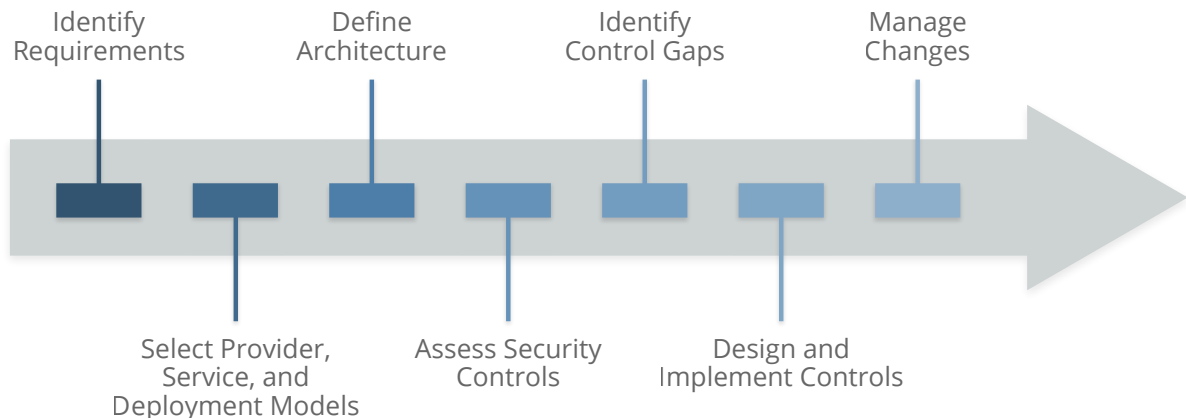 Identify
Requirements
Define
Architecture
Identify
Control Gaps
Manage
Changes
Select Provider,
Service, and
Deployment Models
Assess Security
Controls
Design and
Implement Controls